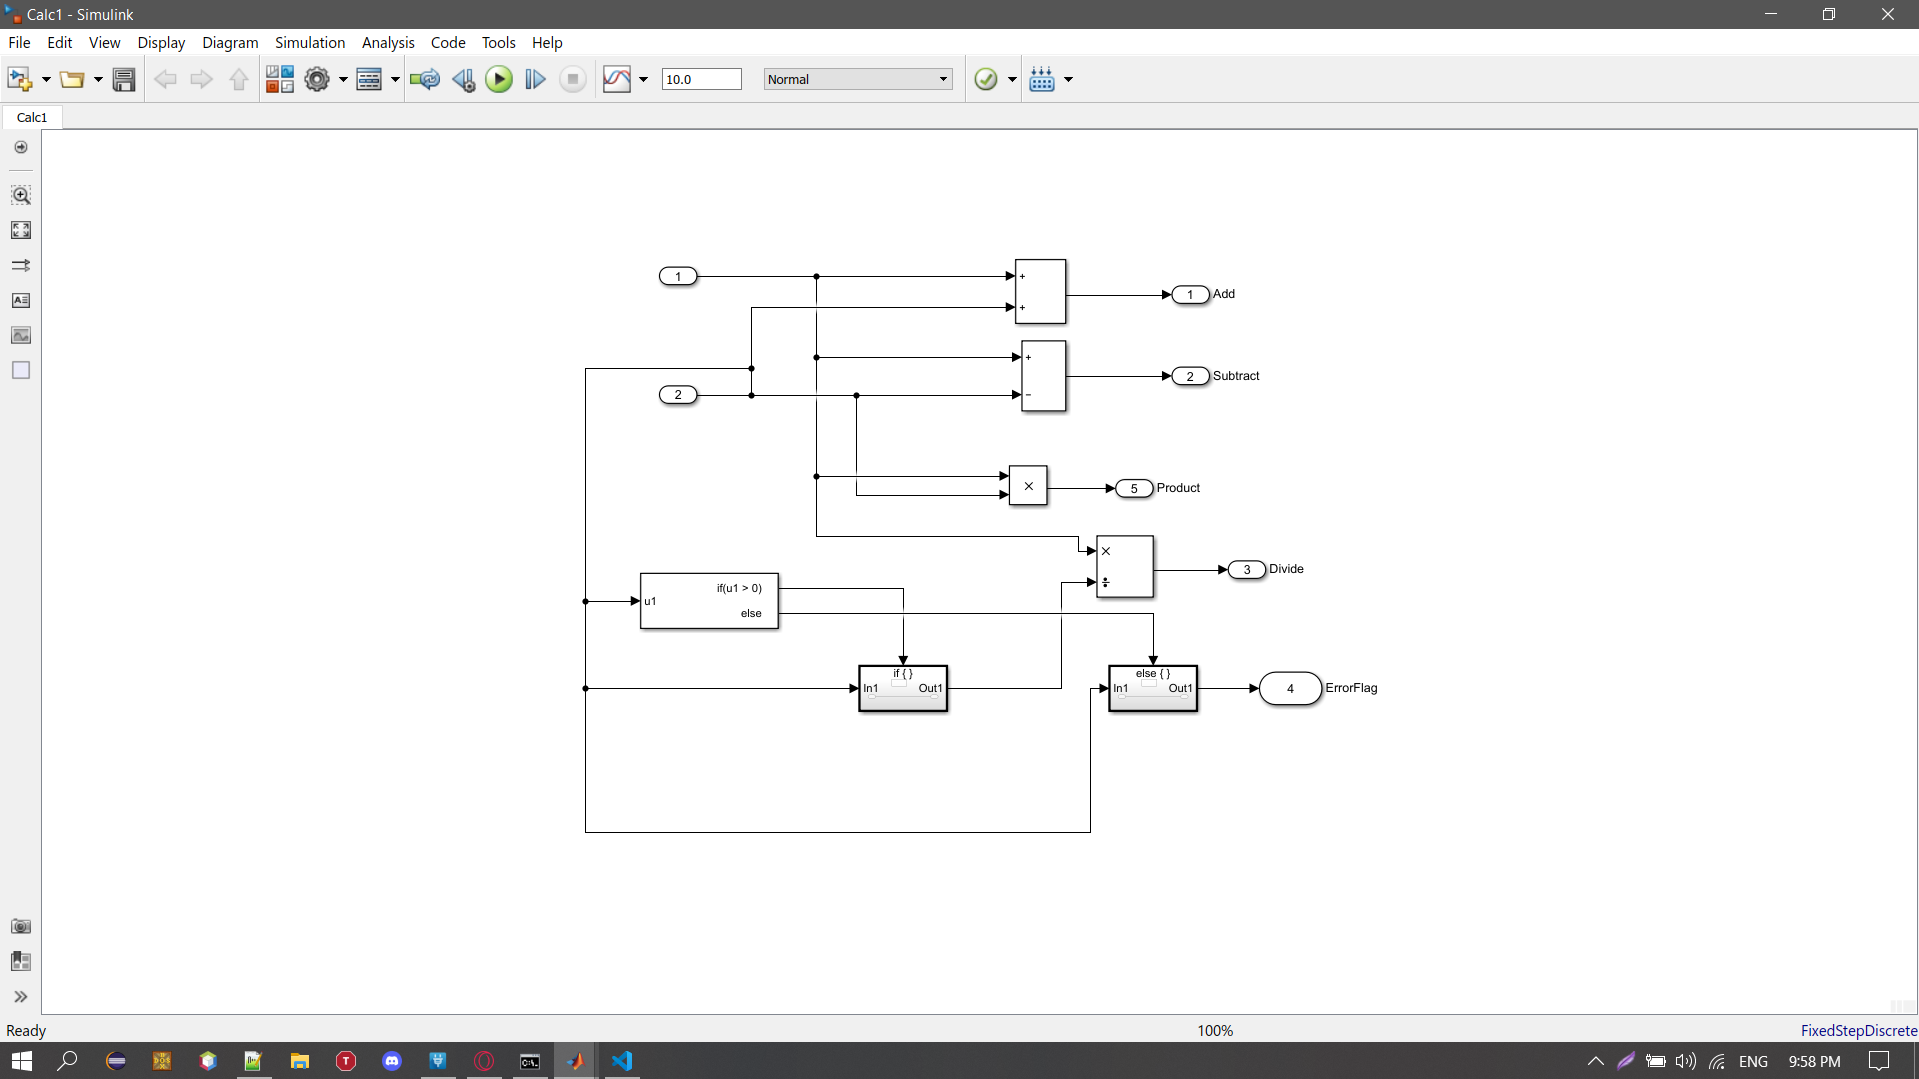 Calc1 - Simulink
File Edit View Display Diagram Simulation Analysis Code Tools Help
10.0 Normal
Calc1
1 + + 1 Add
+ − 2 Subtract
2
× 5 Product
× ÷ 3 Divide
u1 if(u1 > 0)
else
if { } In1 Out1
else { } In1 Out1
4 ErrorFlag
Ready 100% FixedStepDiscrete
ENG 9:58 PM